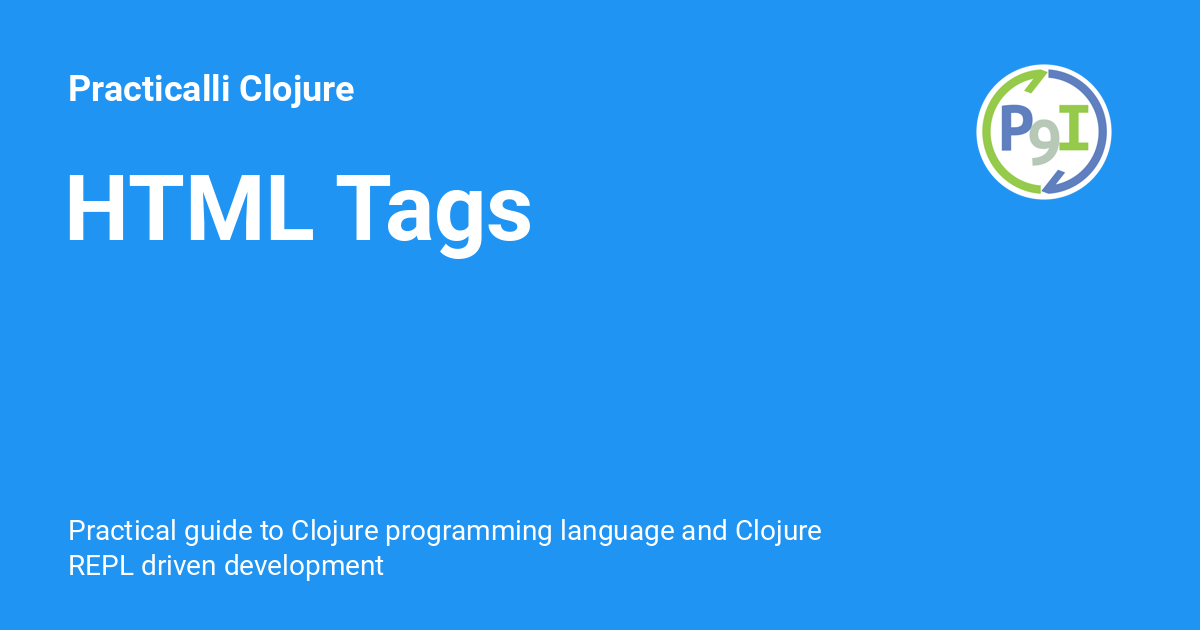 Practicalli Clojure
HTML Tags
P9I
Practical guide to Clojure programming language and Clojure
REPL driven development